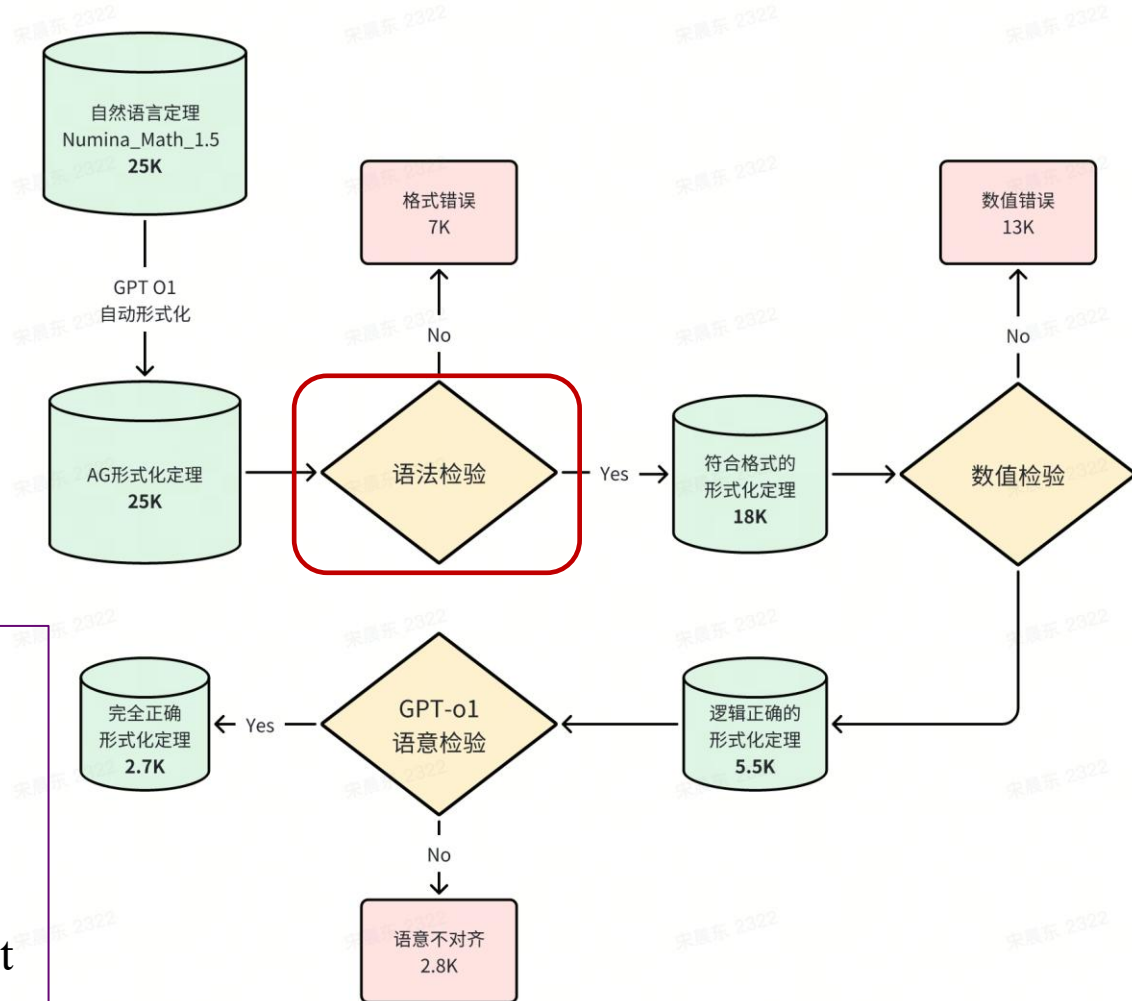 自然语言定理
Numina_Math_1.5
25K
GPT O1
自动形式化
AG形式化定理
25K
格式错误
7K
No
语法检验
Yes
符合格式的
形式化定理
18K
数值错误
13K
No
数值检验
逻辑正确的
形式化定理
5.5K
GPT-o1
语意检验
Yes
完全正确
形式化定理
2.7K
No
语意不对齐
2.8K
t
宋晨东 2322